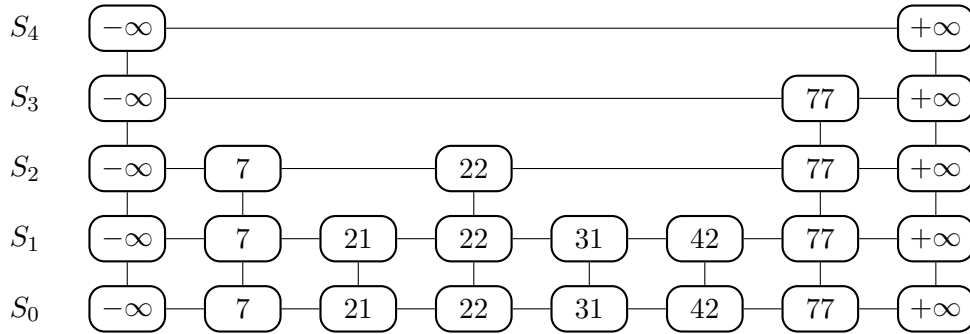 S₄ −∞ +∞
S₃ −∞ 77 +∞
S₂ −∞ 7 22 77 +∞
S₁ −∞ 7 21 22 31 42 77 +∞
S₀ −∞ 7 21 22 31 42 77 +∞